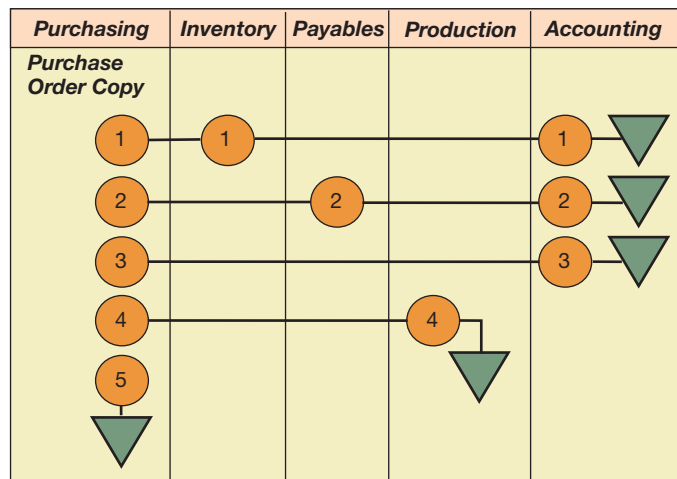 Purchasing Inventory Payables Production Accounting
Purchase
Order Copy
1 1 1
2 2 2
3 3
4 4
5